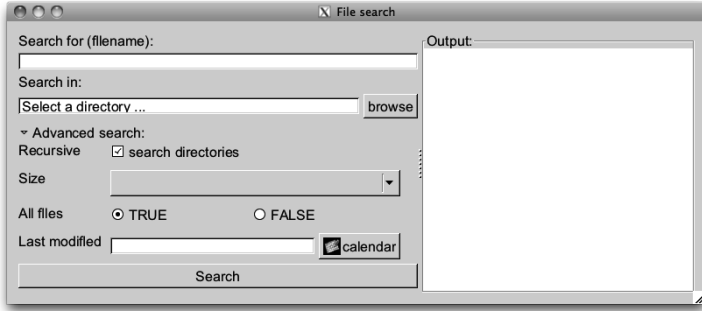 File search
Search for (filename):
Search in:
Select a directory ...
browse
Advanced search:
Recursive
search directories
Size
All files
TRUE
FALSE
Last modified
calendar
Search
Output: